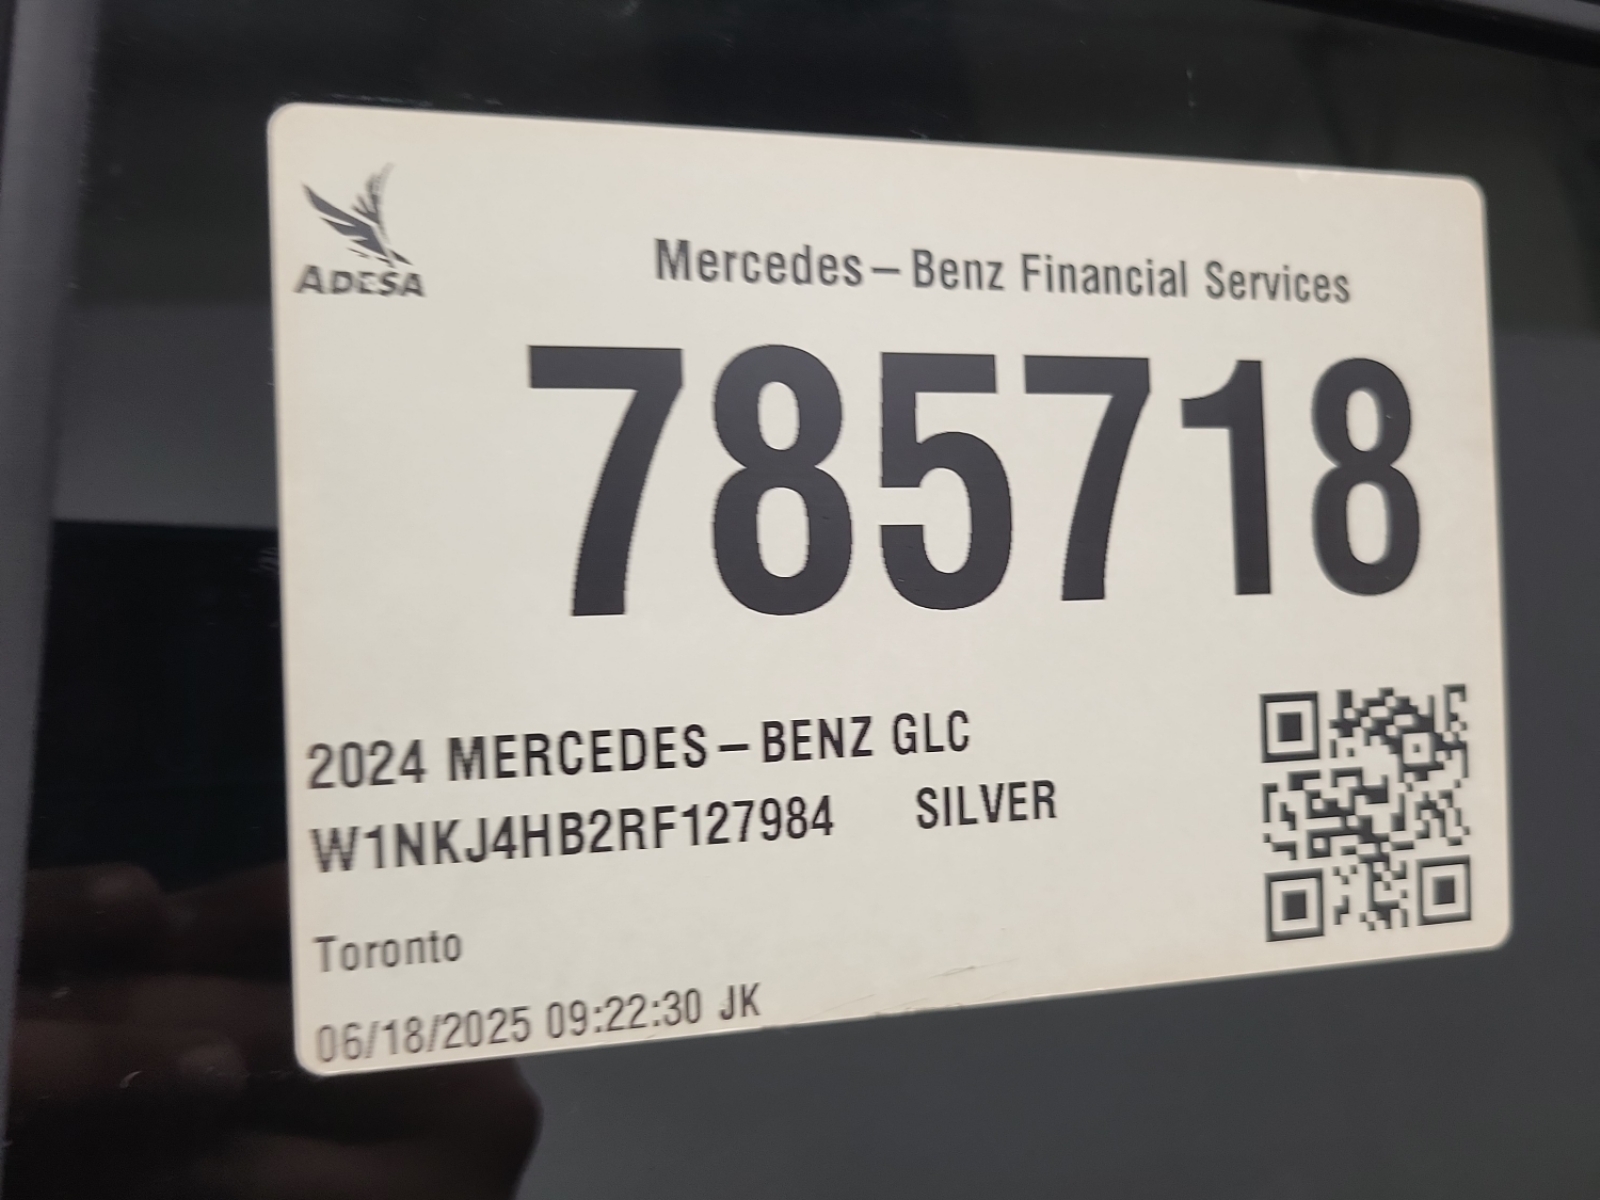 ADESA
Mercedes-Benz Financial Services
785718
2024 MERCEDES-BENZ GLC
W1NKJ4HB2RF127984 SILVER
Toronto
06/18/2025 09:22:30 JK